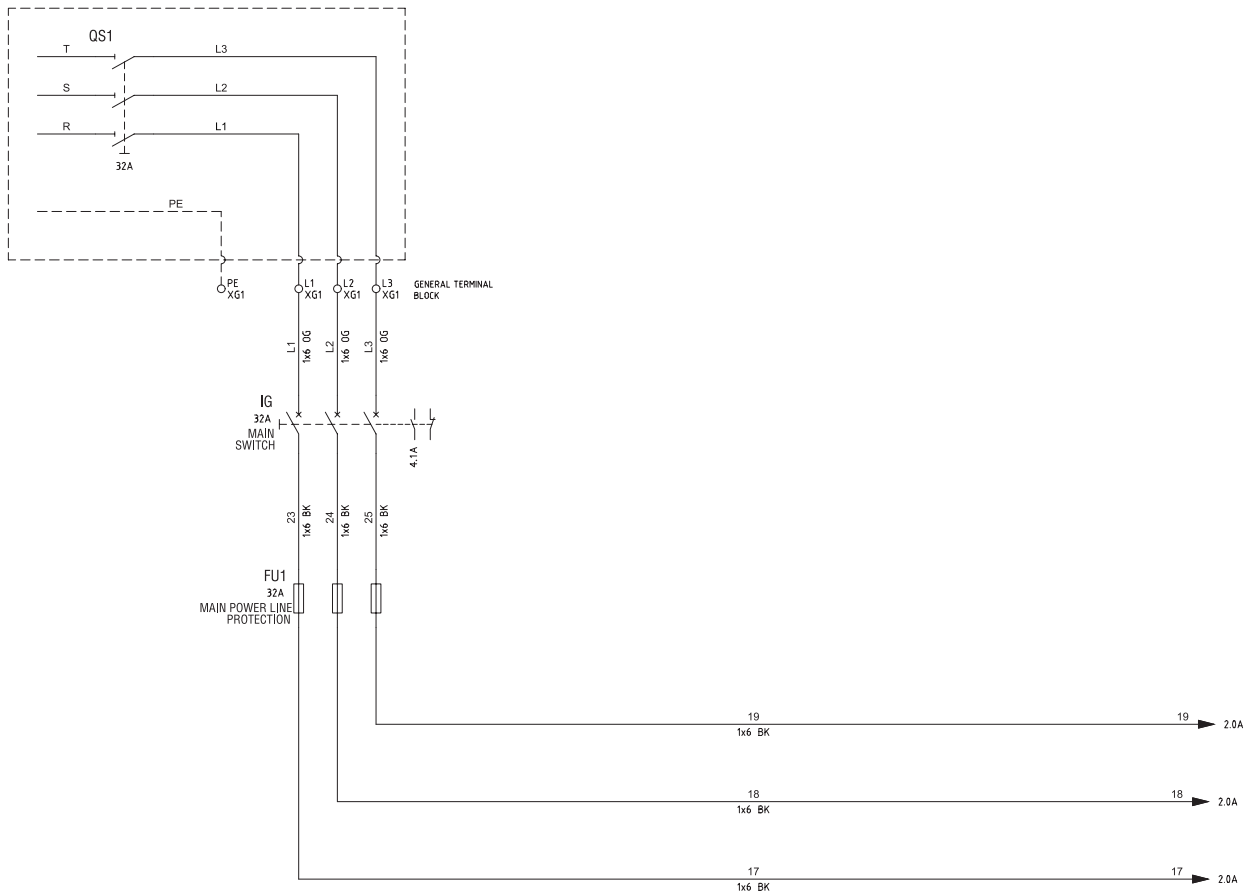 QS1
T L3
S L2
R L1
32A
PE
PE
XG1
L1
XG1
L2
XG1
L3
XG1
GENERAL TERMINAL
BLOCK
L1
1x6 OG
L2
1x6 OG
L3
1x6 OG
IG
32A
MAIN
SWITCH
4.1A
23
1x6 BK
24
1x6 BK
25
1x6 BK
FU1
32A
MAIN POWER LINE
PROTECTION
19 19 2.0A
1x6 BK
18 18 2.0A
1x6 BK
17 17 2.0A
1x6 BK